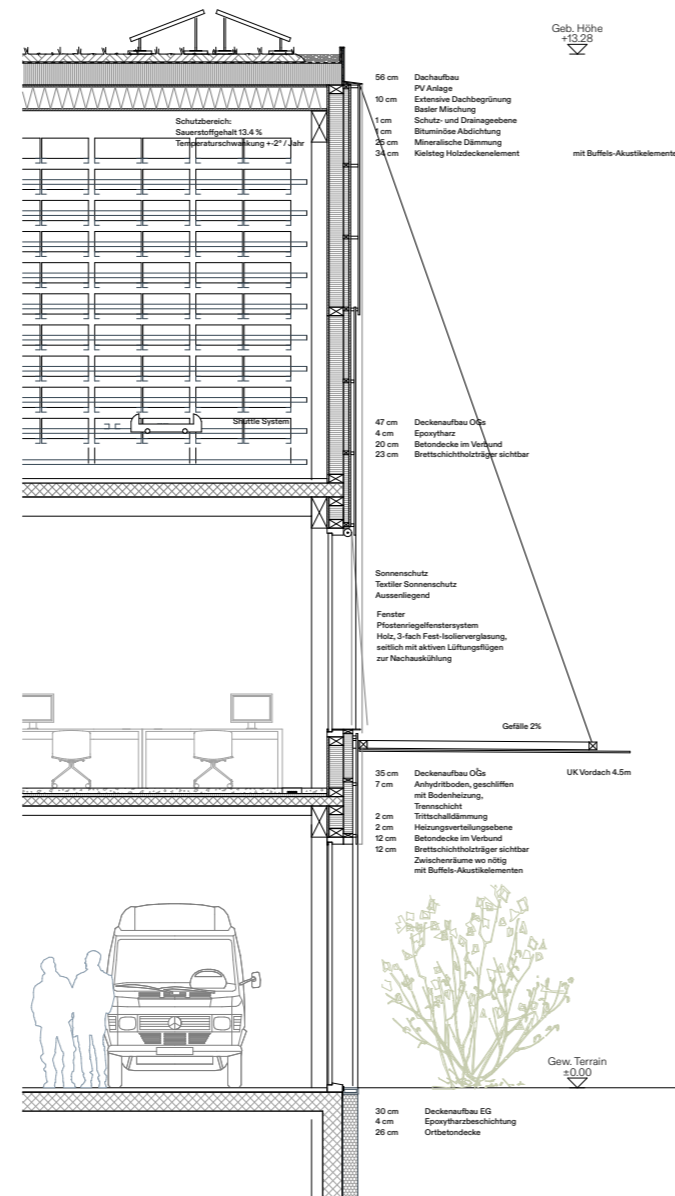 Geb. Höhe
+13.28
56 cm Dachaufbau
PV Anlage
10 cm Extensive Dachbegrünung
Basler Mischung
1 cm Schutz- und Drainageebene
1 cm Bituminöse Abdichtung
25 cm Mineralische Dämmung
34 cm Kielsteg Holzdeckenelement mit Buffels-Akustikelemente
Schutzbereich:
Sauerstoffgehalt 13.4 %
Temperaturschwankung +-2° / Jahr
Shuttle System
47 cm Deckenaufbau OGs
4 cm Epoxytharz
20 cm Betondecke im Verbund
23 cm Brettschichtholzträger sichtbar
Sonnenschutz
Textiler Sonnenschutz
Aussenliegend
Fenster
Pfostenriegelfenstersystem
Holz, 3-fach Fest-Isolierverglasung,
seitlich mit aktiven Lüftungsflügen
zur Nachauskühlung
Gefälle 2%
35 cm Deckenaufbau OGs UK Vordach 4.5m
7 cm Anhydritboden, geschliffen
mit Bodenheizung,
Trennschicht
2 cm Trittschalldämmung
2 cm Heizungsverteilungsebene
12 cm Betondecke im Verbund
12 cm Brettschichtholzträger sichtbar
Zwischenräume wo nötig
mit Buffels-Akustikelementen
Gew. Terrain
±0.00
30 cm Deckenaufbau EG
4 cm Epoxytharzbeschichtung
26 cm Ortbetondecke